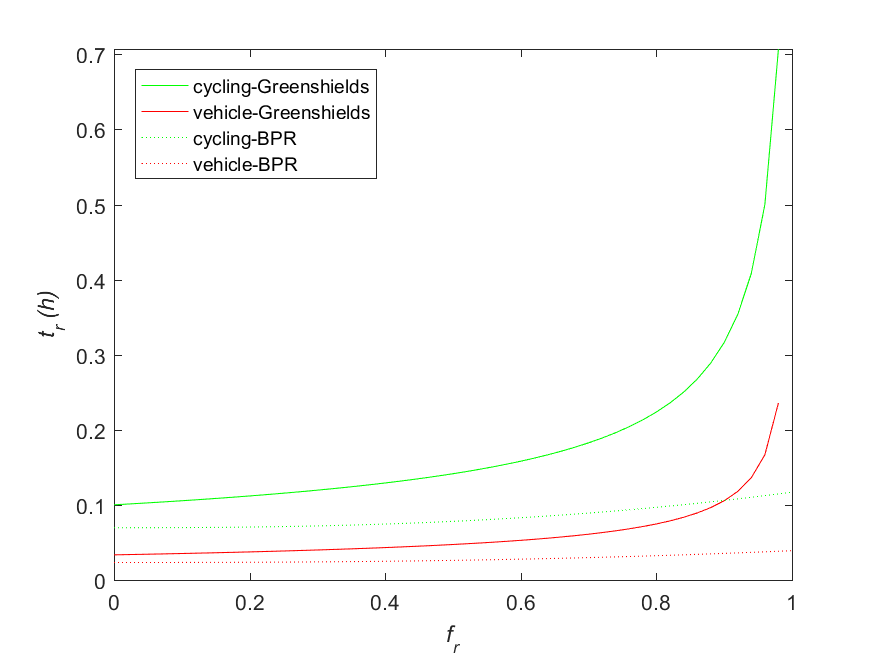 0.7
cycling-Greenshields
vehicle-Greenshields
cycling-BPR
vehicle-BPR
0.6
0.5
0.4
t_r (h)
0.3
0.2
0.1
0
0 0.2 0.4 0.6 0.8 1
f_r